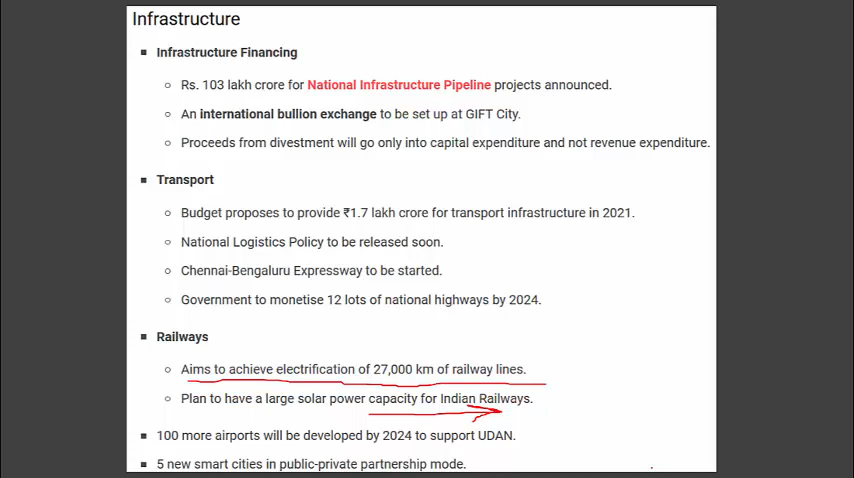 Infrastructure
Infrastructure Financing
Rs. 103 lakh crore for National Infrastructure Pipeline projects announced.
An international bullion exchange to be set up at GIFT City.
Proceeds from divestment will go only into capital expenditure and not revenue expenditure.
Transport
Budget proposes to provide ₹1.7 lakh crore for transport infrastructure in 2021.
National Logistics Policy to be released soon.
Chennai-Bengaluru Expressway to be started.
Government to monetise 12 lots of national highways by 2024.
Railways
Aims to achieve electrification of 27,000 km of railway lines.
Plan to have a large solar power capacity for Indian Railways.
100 more airports will be developed by 2024 to support UDAN.
5 new smart cities in public-private partnership mode.